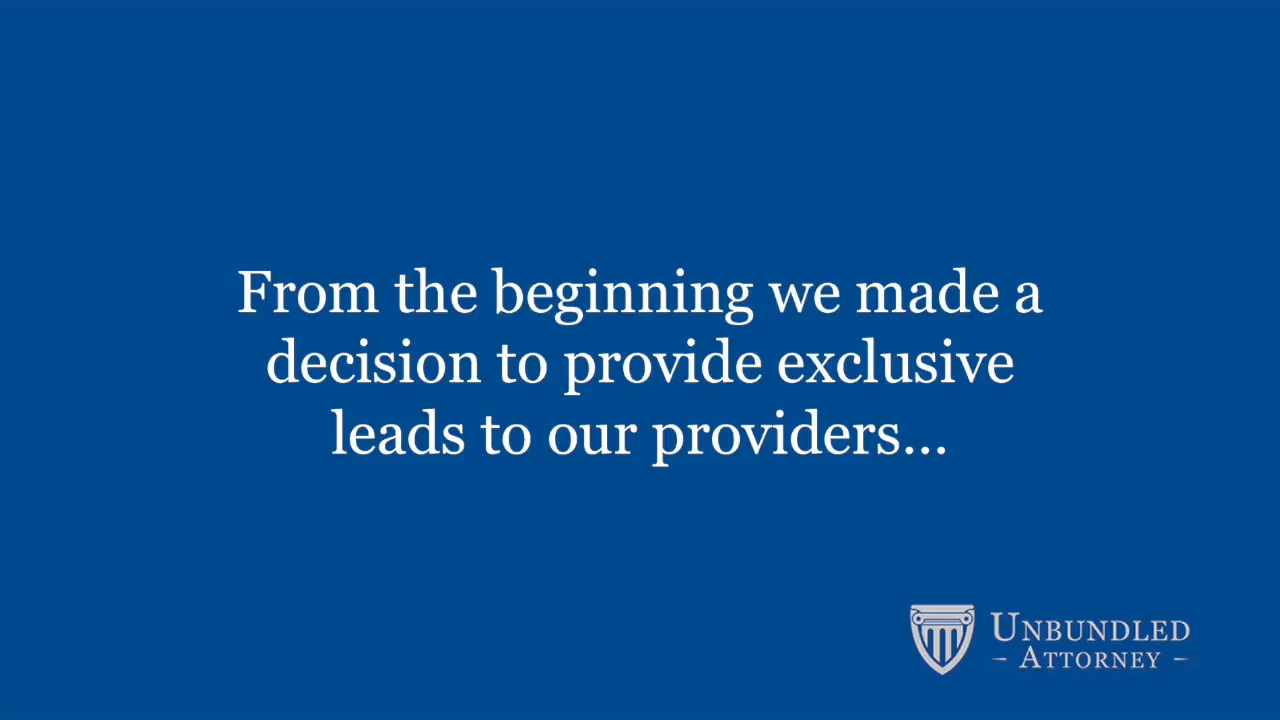 From the beginning we made a
decision to provide exclusive
leads to our providers...
UNBUNDLED
- ATTORNEY -